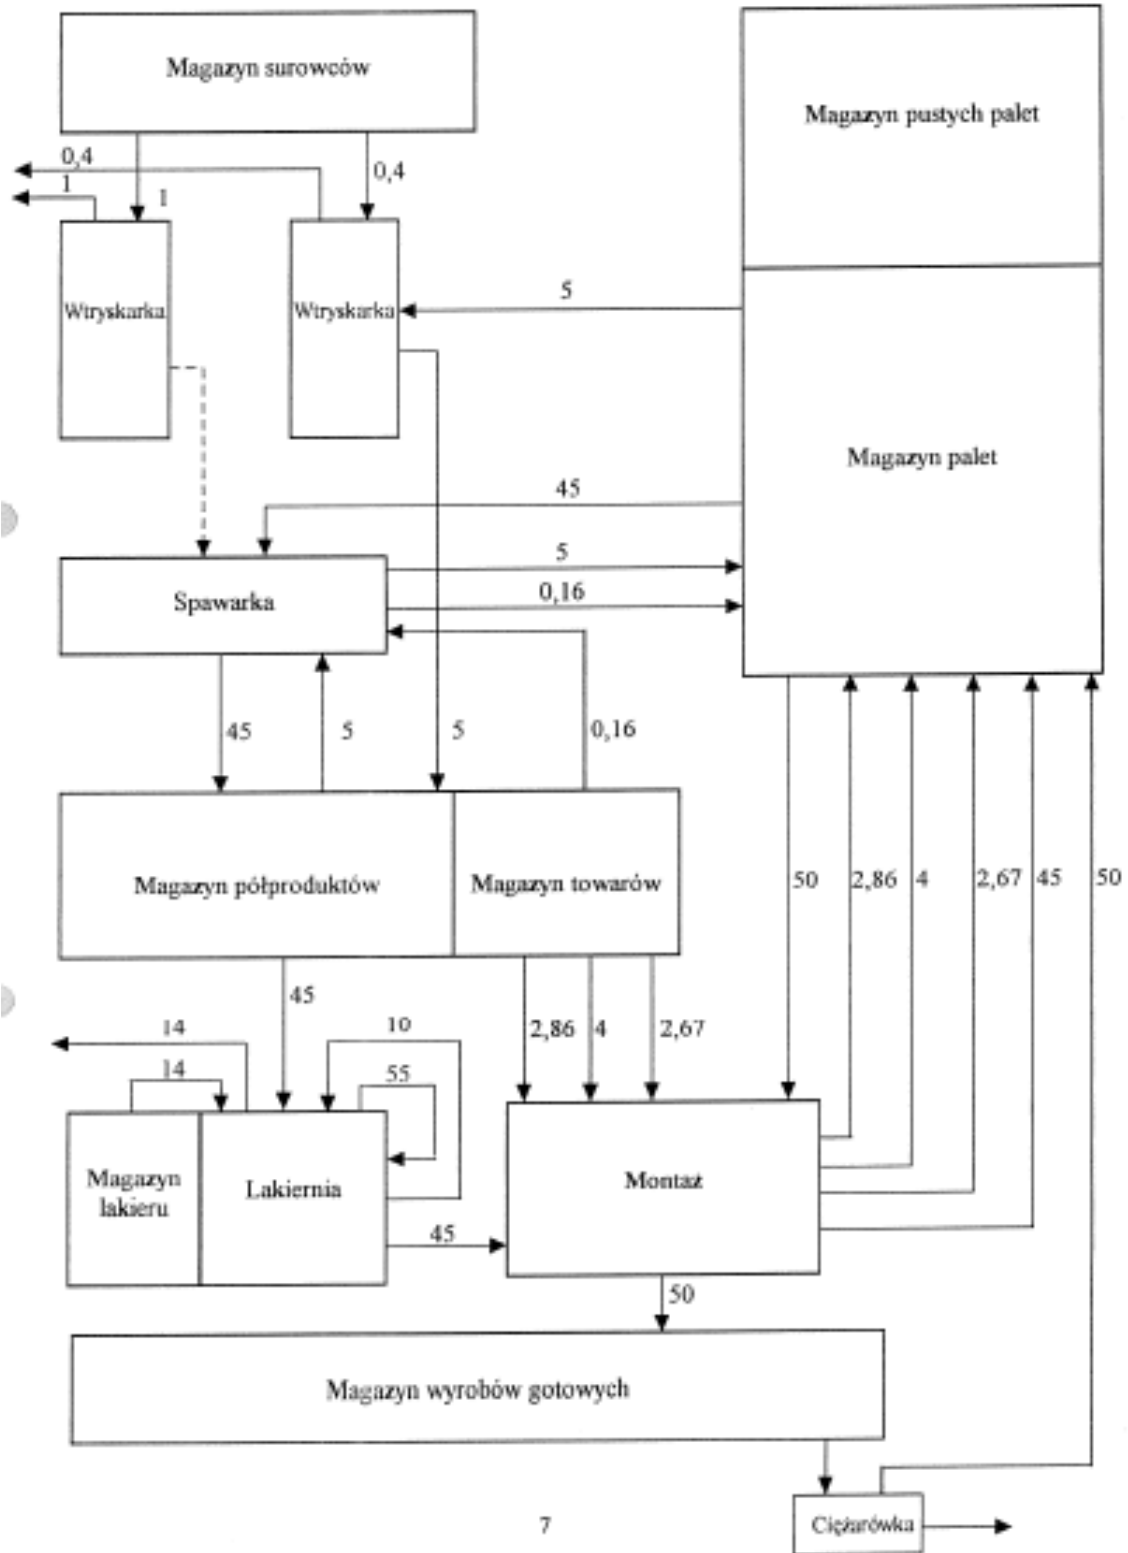 Magazyn surowców
Magazyn pustych palet
0,4
0,4
1
1
Wtryskarka
Wtryskarka
5
Magazyn palet
45
5
Spawarka
0,16
45
5
5
0,16
Magazyn półproduktów
Magazyn towarów
50
2,86
4
2,67
45
50
45
14
10
2,86
4
2,67
14
55
Magazyn
lakieru
Lakiernia
Montaż
45
50
Magazyn wyrobów gotowych
7
Ciężarówka